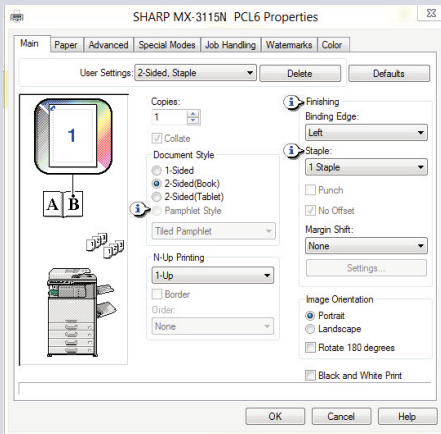 SHARP MX-3115N PCL6 Properties
Main Paper Advanced Special Modes Job Handling Watermarks Color
User Settings: 2-Sided, Staple Delete Defaults
1
A B
123
123
Copies:
1
Collate
Document Style
1-Sided
2-Sided(Book)
2-Sided(Tablet)
Pamphlet Style
Tiled Pamphlet
N-Up Printing
1-Up
Border
Order:
None
Finishing
Binding Edge:
Left
Staple:
1 Staple
Punch
No Offset
Margin Shift:
None
Settings...
Image Orientation
Portrait
Landscape
Rotate 180 degrees
Black and White Print
OK Cancel Help